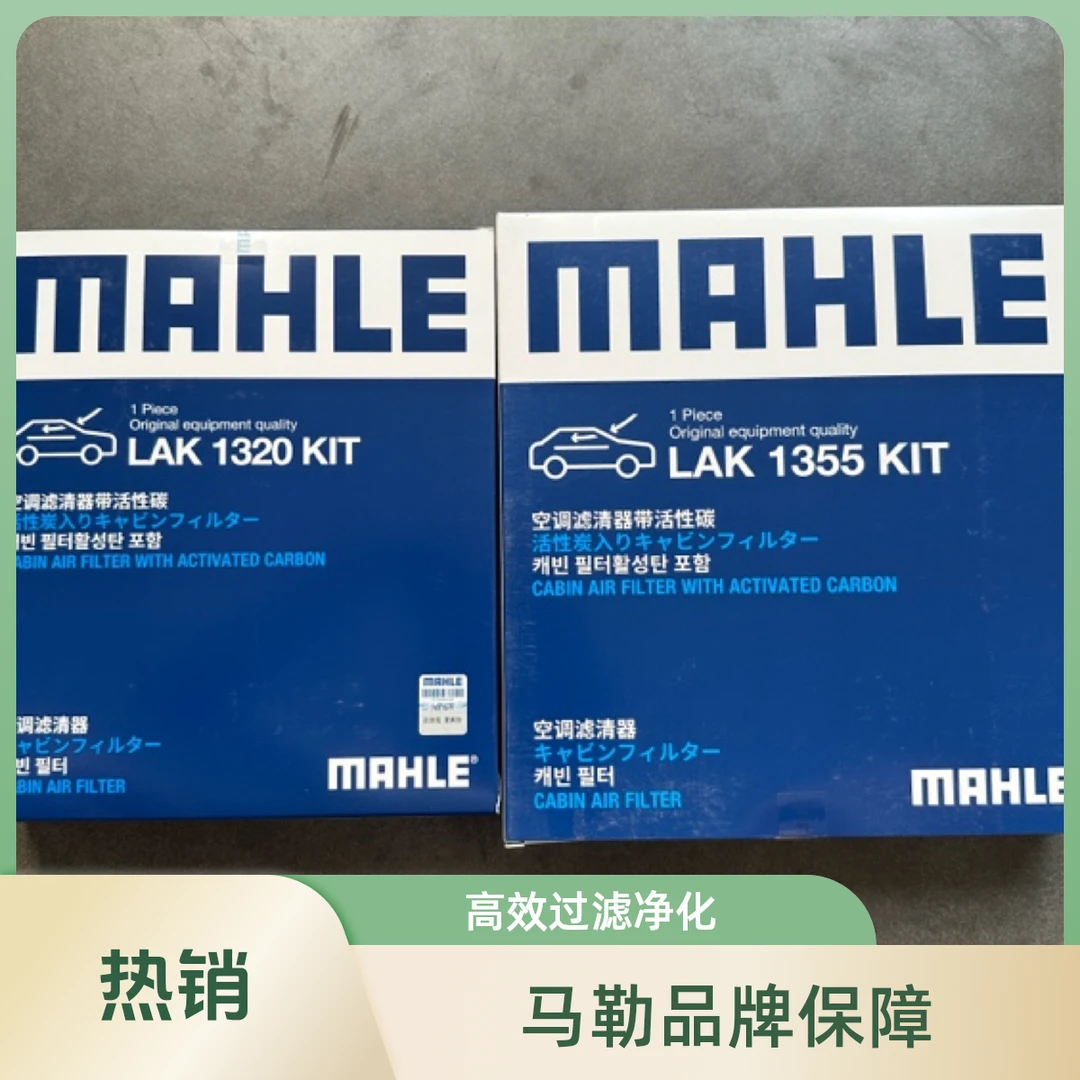 MAHLE
1 Piece
Original equipment quality
LAK 1320 KIT
空调滤清器带活性碳
活性炭入りキャビンフィルター
캐빈 필터활성탄 포함
CABIN AIR FILTER WITH ACTIVATED CARBON
MAHLE
调滤清器
ャビンフィルター
빈 필터
BIN AIR FILTER
MAHLE®
MAHLE
1 Piece
Original equipment quality
LAK 1355 KIT
空调滤清器带活性碳
活性炭入りキャビンフィルター
캐빈 필터활성탄 포함
CABIN AIR FILTER WITH ACTIVATED CARBON
空调滤清器
キャビンフィルター
캐빈 필터
CABIN AIR FILTER
MAHLE
高效过滤净化
热销
马勒品牌保障